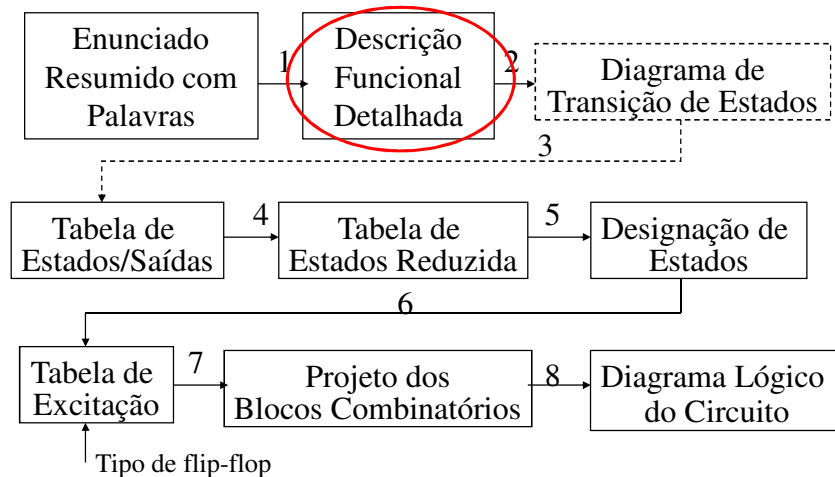 Enunciado
Resumido com
Palavras
1
Descrição
Funcional
Detalhada
2
Diagrama de
Transição de Estados
3
Tabela de
Estados/Saídas
4
Tabela de
Estados Reduzida
5
Designação de
Estados
6
Tabela de
Excitação
7
Projeto dos
Blocos Combinatórios
8
Diagrama Lógico
do Circuito
Tipo de flip-flop